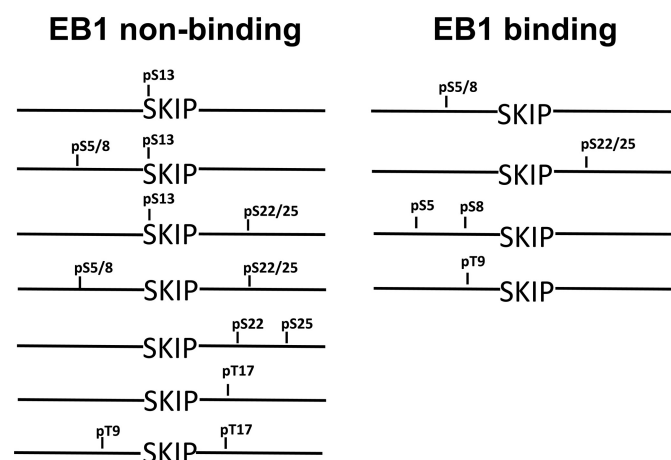 EB1 non-binding
pS13
SKIP
pS5/8 pS13
SKIP
pS13
pS22/25
SKIP
pS5/8 pS22/25
SKIP
pS22 pS25
SKIP
pT17
SKIP
pT9 pT17
SKIP
EB1 binding
pS5/8
SKIP
pS22/25
SKIP
pS5 pS8
SKIP
pT9
SKIP